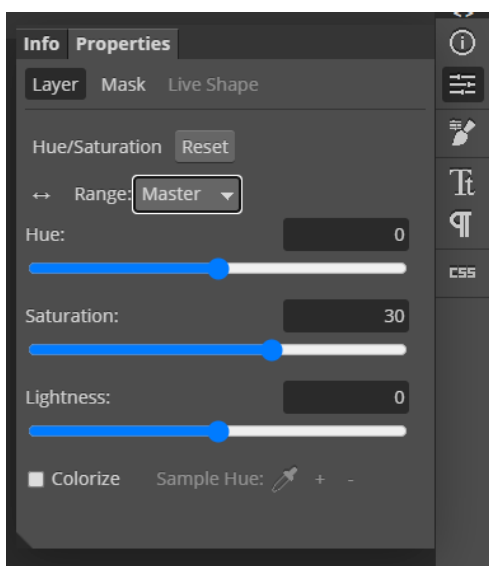 Info Properties
Layer Mask Live Shape
Hue/Saturation Reset
Range: Master
Hue: 0
Saturation: 30
Lightness: 0
Colorize Sample Hue: + -
Tt
¶
CSS